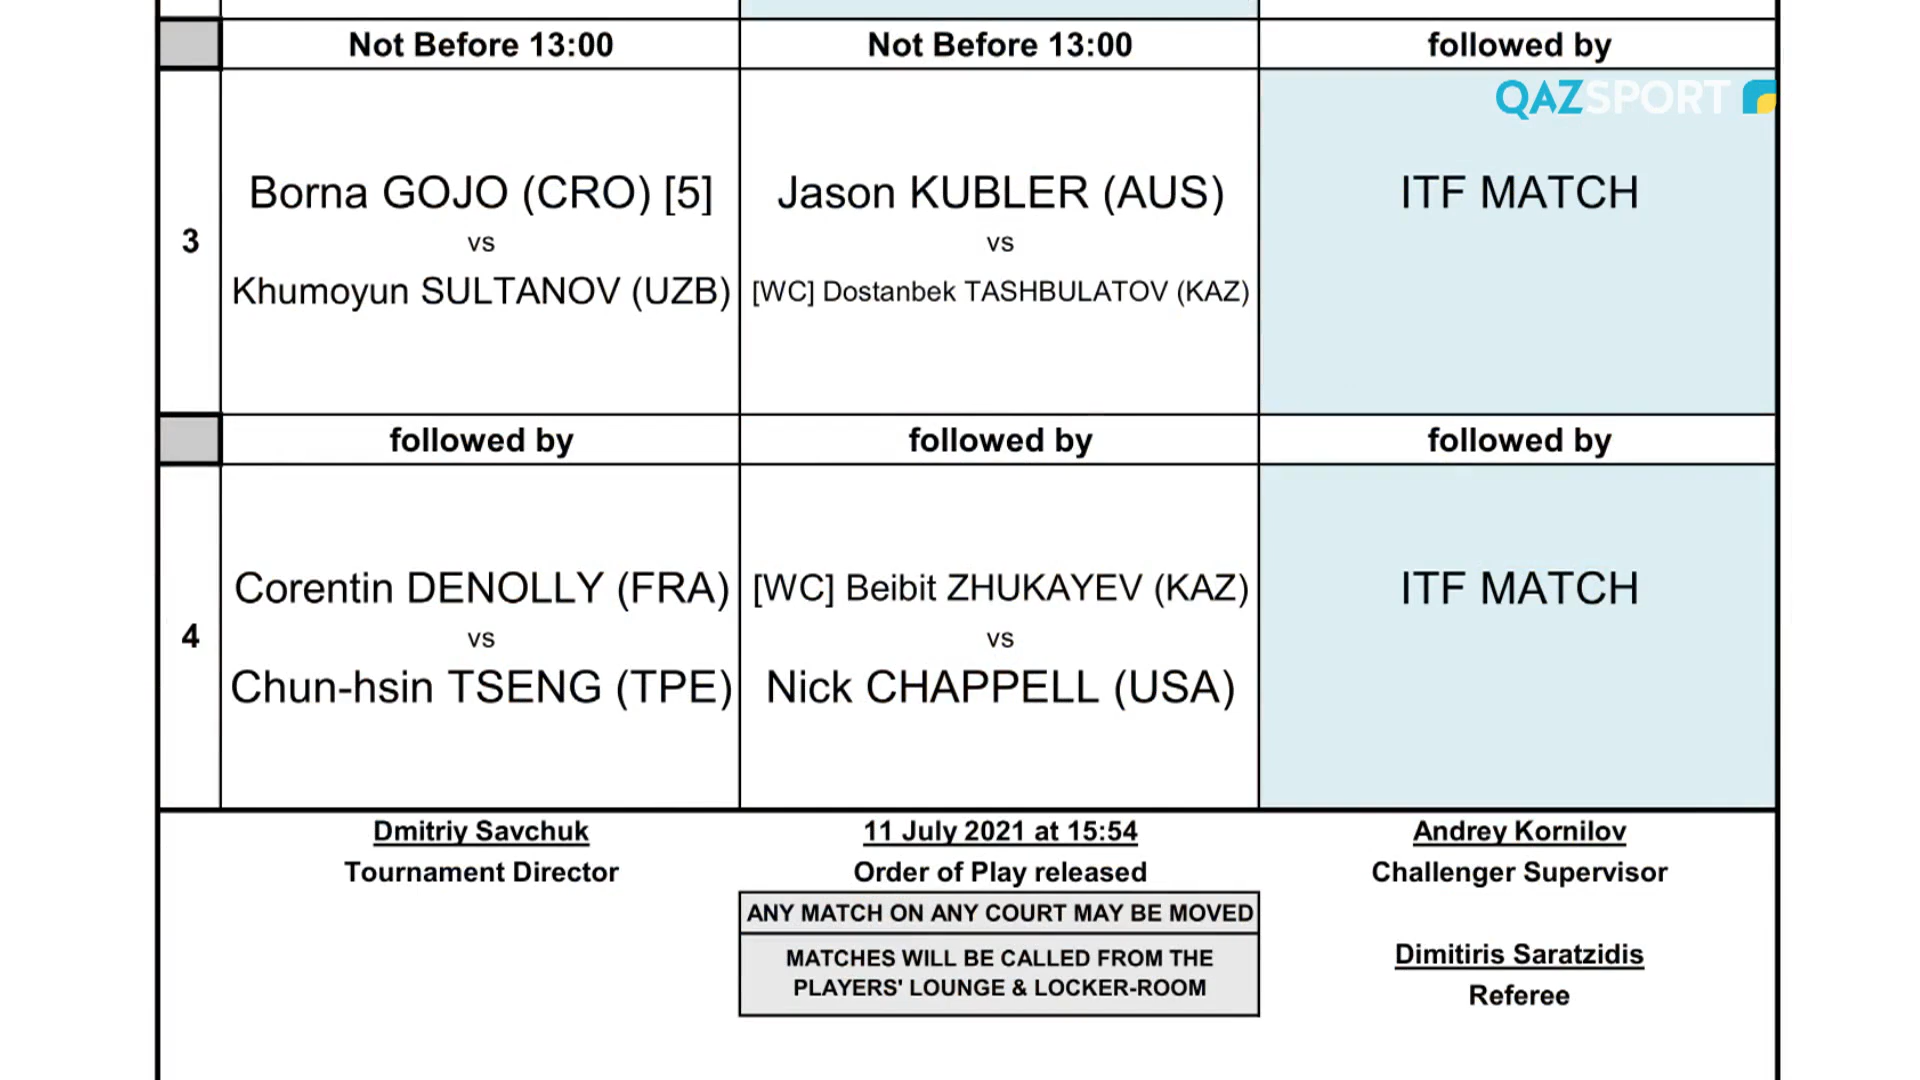 Not Before 13:00
Not Before 13:00
followed by
QAZSPORT
3
Borna GOJO (CRO) [5]
vs
Khumoyun SULTANOV (UZB)
Jason KUBLER (AUS)
vs
[WC] Dostanbek TASHBULATOV (KAZ)
ITF MATCH
followed by
followed by
followed by
4
Corentin DENOLLY (FRA)
vs
Chun-hsin TSENG (TPE)
[WC] Beibit ZHUKAYEV (KAZ)
vs
Nick CHAPPELL (USA)
ITF MATCH
Dmitriy Savchuk
Tournament Director
11 July 2021 at 15:54
Order of Play released
ANY MATCH ON ANY COURT MAY BE MOVED
MATCHES WILL BE CALLED FROM THE
PLAYERS' LOUNGE & LOCKER-ROOM
Andrey Kornilov
Challenger Supervisor
Dimitiris Saratzidis
Referee